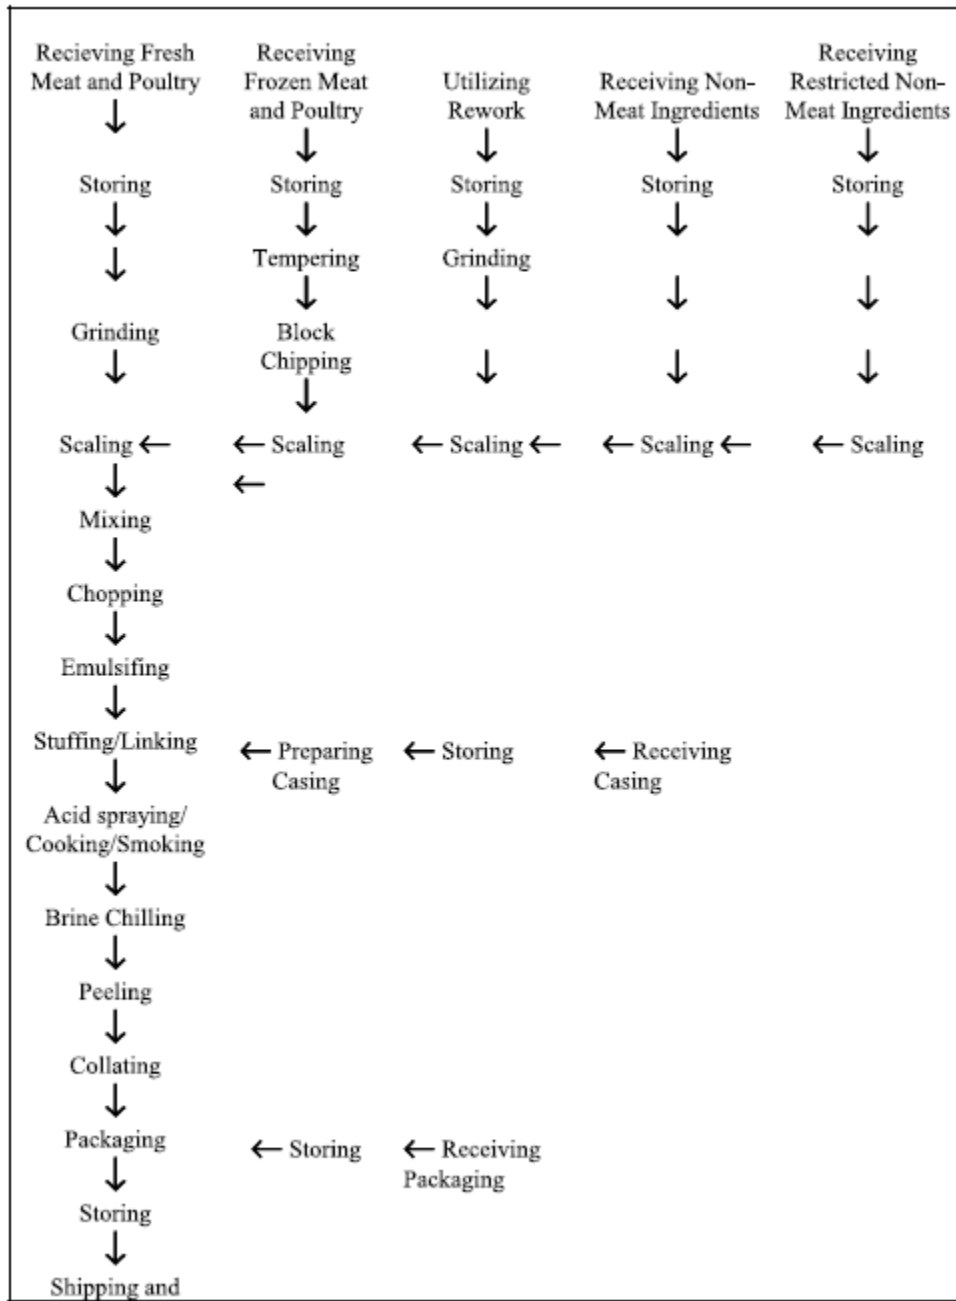 Recieving Fresh
Meat and Poultry
Receiving
Frozen Meat
and Poultry
Utilizing
Rework
Receiving Non-
Meat Ingredients
Receiving
Restricted Non-
Meat Ingredients
Storing
Storing
Storing
Storing
Storing
Tempering
Grinding
Grinding
Block
Chipping
Scaling
Scaling
Scaling
Scaling
Scaling
Mixing
Chopping
Emulsifing
Stuffing/Linking
Preparing
Casing
Storing
Receiving
Casing
Acid spraying/
Cooking/Smoking
Brine Chilling
Peeling
Collating
Packaging
Storing
Receiving
Packaging
Storing
Shipping and